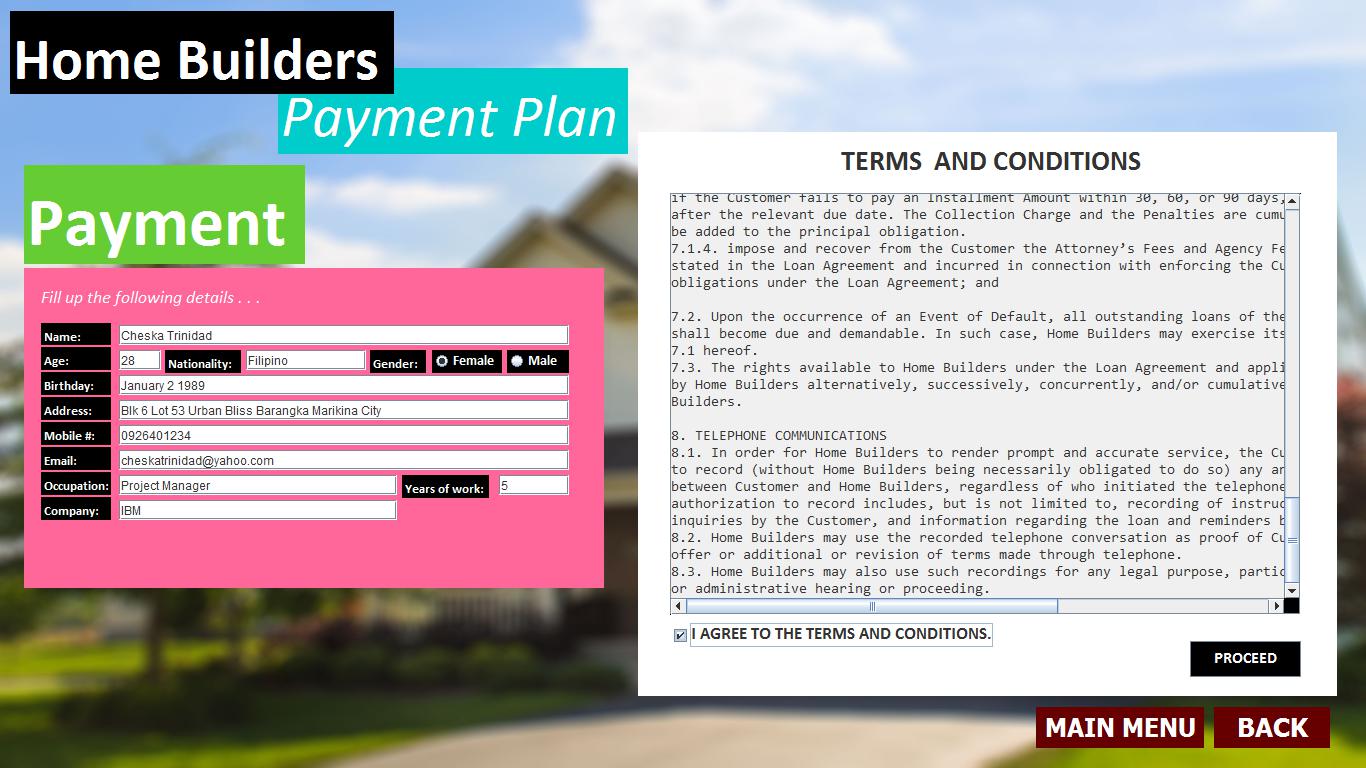 Home Builders
Payment Plan
Payment
Fill up the following details . . .
Name: Cheska Trinidad
Age: 28 Nationality: Filipino Gender: Female Male
Birthday: January 2 1989
Address: Blk 6 Lot 53 Urban Bliss Barangka Marikina City
Mobile #: 0926401234
Email: cheskatrinidad@yahoo.com
Occupation: Project Manager Years of work: 5
Company: IBM
TERMS AND CONDITIONS
if the Customer fails to pay an Installment Amount within 30, 60, or 90 days,
after the relevant due date. The Collection Charge and the Penalties are cumu
be added to the principal obligation.
7.1.4. impose and recover from the Customer the Attorney’s Fees and Agency Fe
stated in the Loan Agreement and incurred in connection with enforcing the Cu
obligations under the Loan Agreement; and
7.2. Upon the occurrence of an Event of Default, all outstanding loans of the
shall become due and demandable. In such case, Home Builders may exercise its
7.1 hereof.
7.3. The rights available to Home Builders under the Loan Agreement and appli
by Home Builders alternatively, successively, concurrently, and/or cumulative
Builders.
8. TELEPHONE COMMUNICATIONS
8.1. In order for Home Builders to render prompt and accurate service, the Cu
to record (without Home Builders being necessarily obligated to do so) any an
between Customer and Home Builders, regardless of who initiated the telephone
authorization to record includes, but is not limited to, recording of instruc
inquiries by the Customer, and information regarding the loan and reminders b
8.2. Home Builders may use the recorded telephone conversation as proof of Cu
offer or additional or revision of terms made through telephone.
8.3. Home Builders may also use such recordings for any legal purpose, partic
or administrative hearing or proceeding.
I AGREE TO THE TERMS AND CONDITIONS.
PROCEED
MAIN MENU BACK